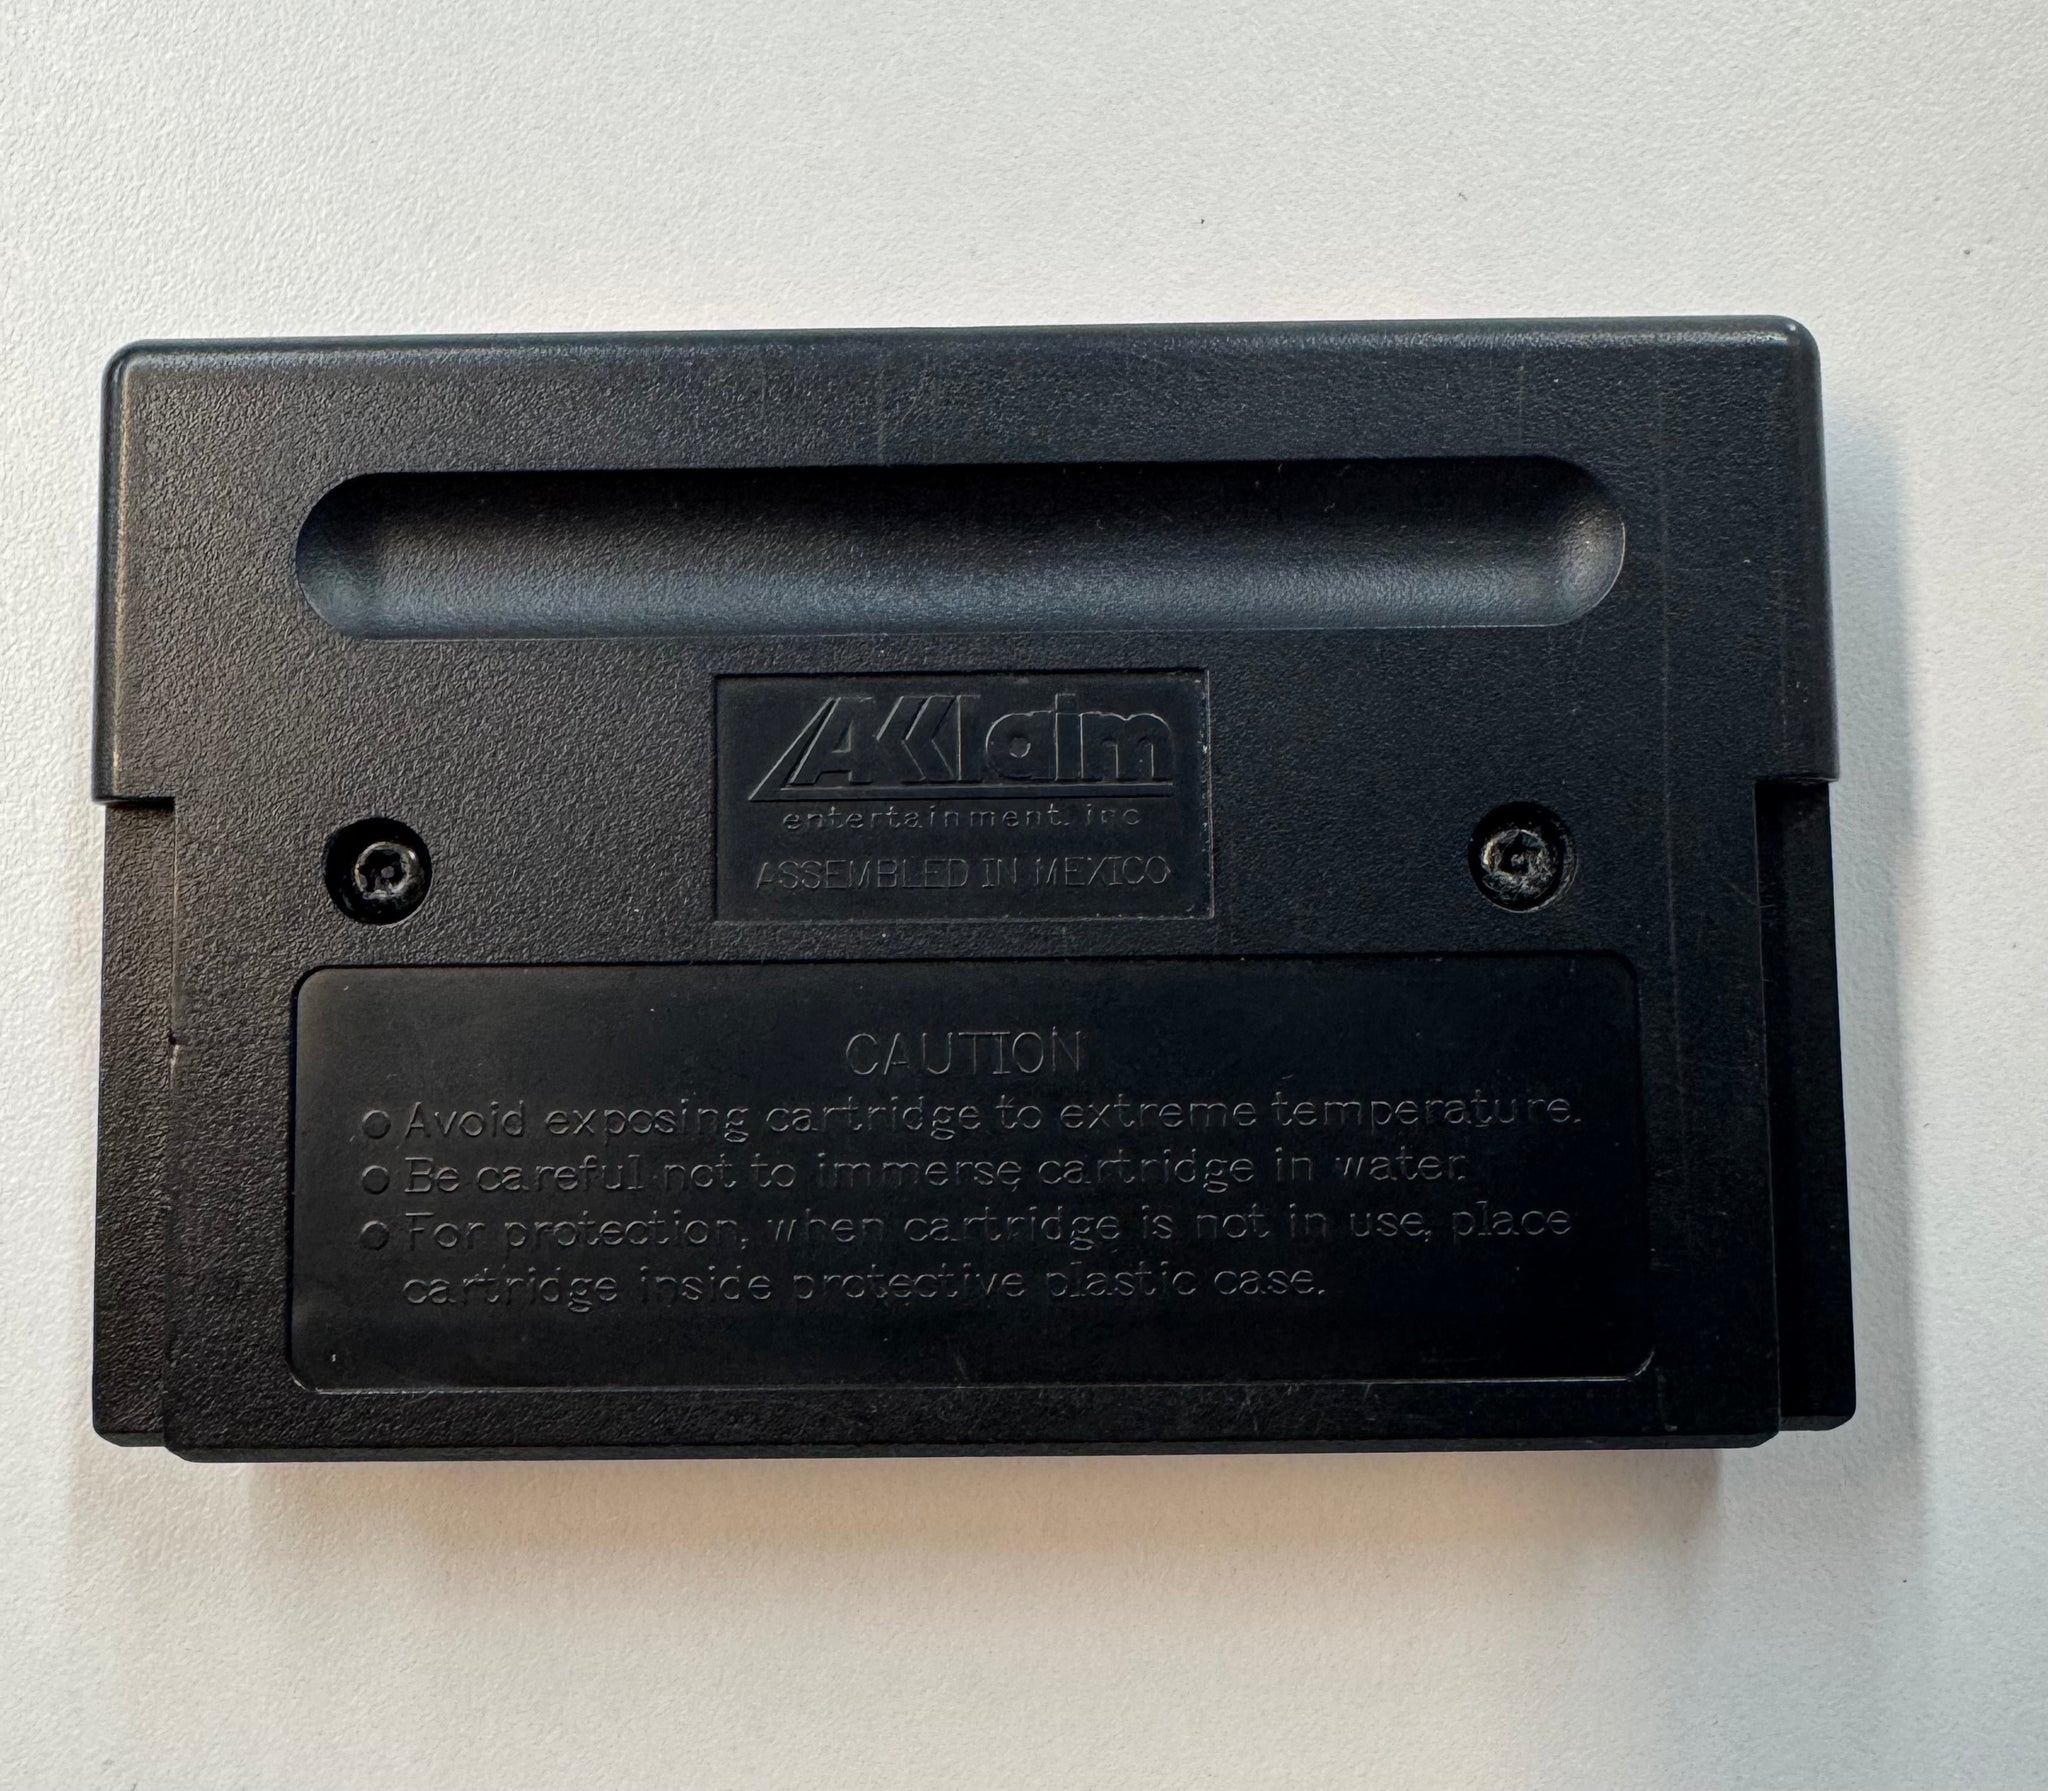 AKKlaim
entertainment. inc
ASSEMBLED IN MEXICO
CAUTION
● Avoid exposing cartridge to extreme temperature.
● Be careful not to immerse cartridge in water.
● For protection, when cartridge is not in use, place
cartridge inside protective plastic case.